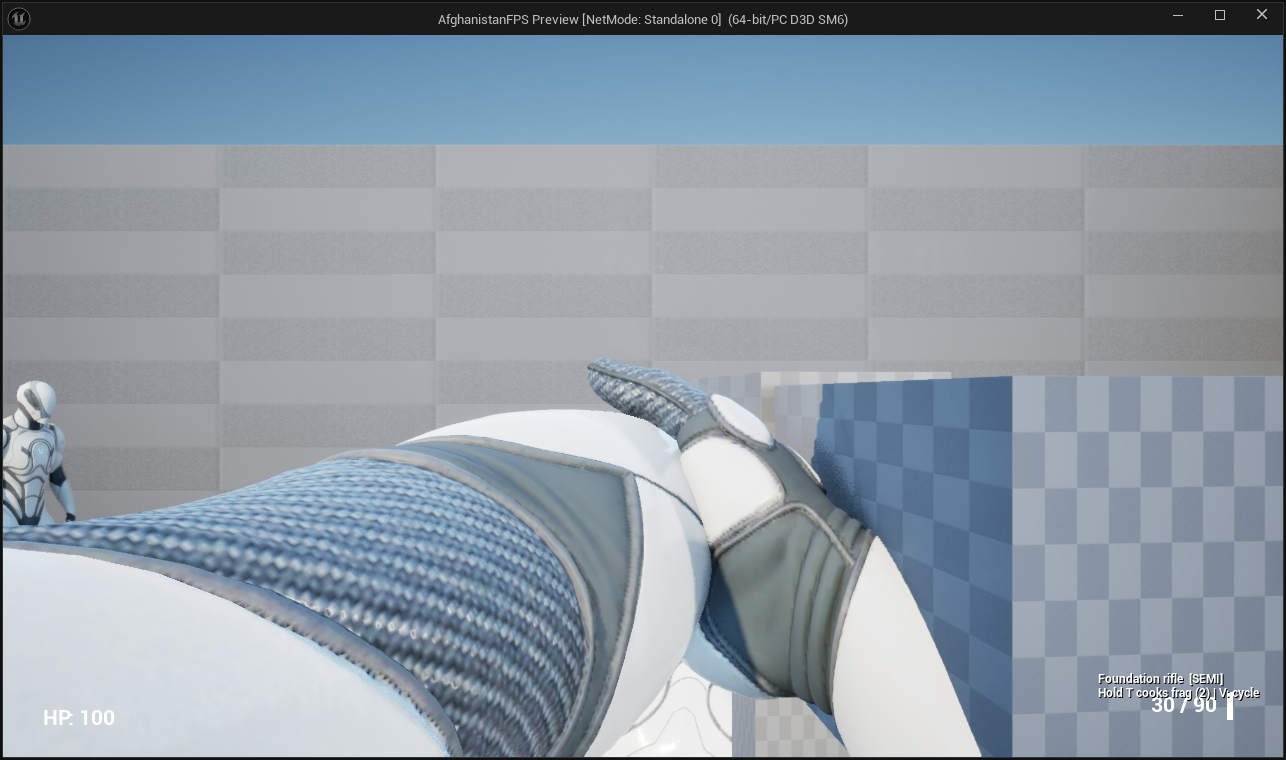 AfghanistanFPS Preview [NetMode: Standalone 0] (64-bit/PC D3D SM6)
Foundation rifle [SEMI]
Hold T cooks frag (2) | V: cycle
30 / 90
HP: 100